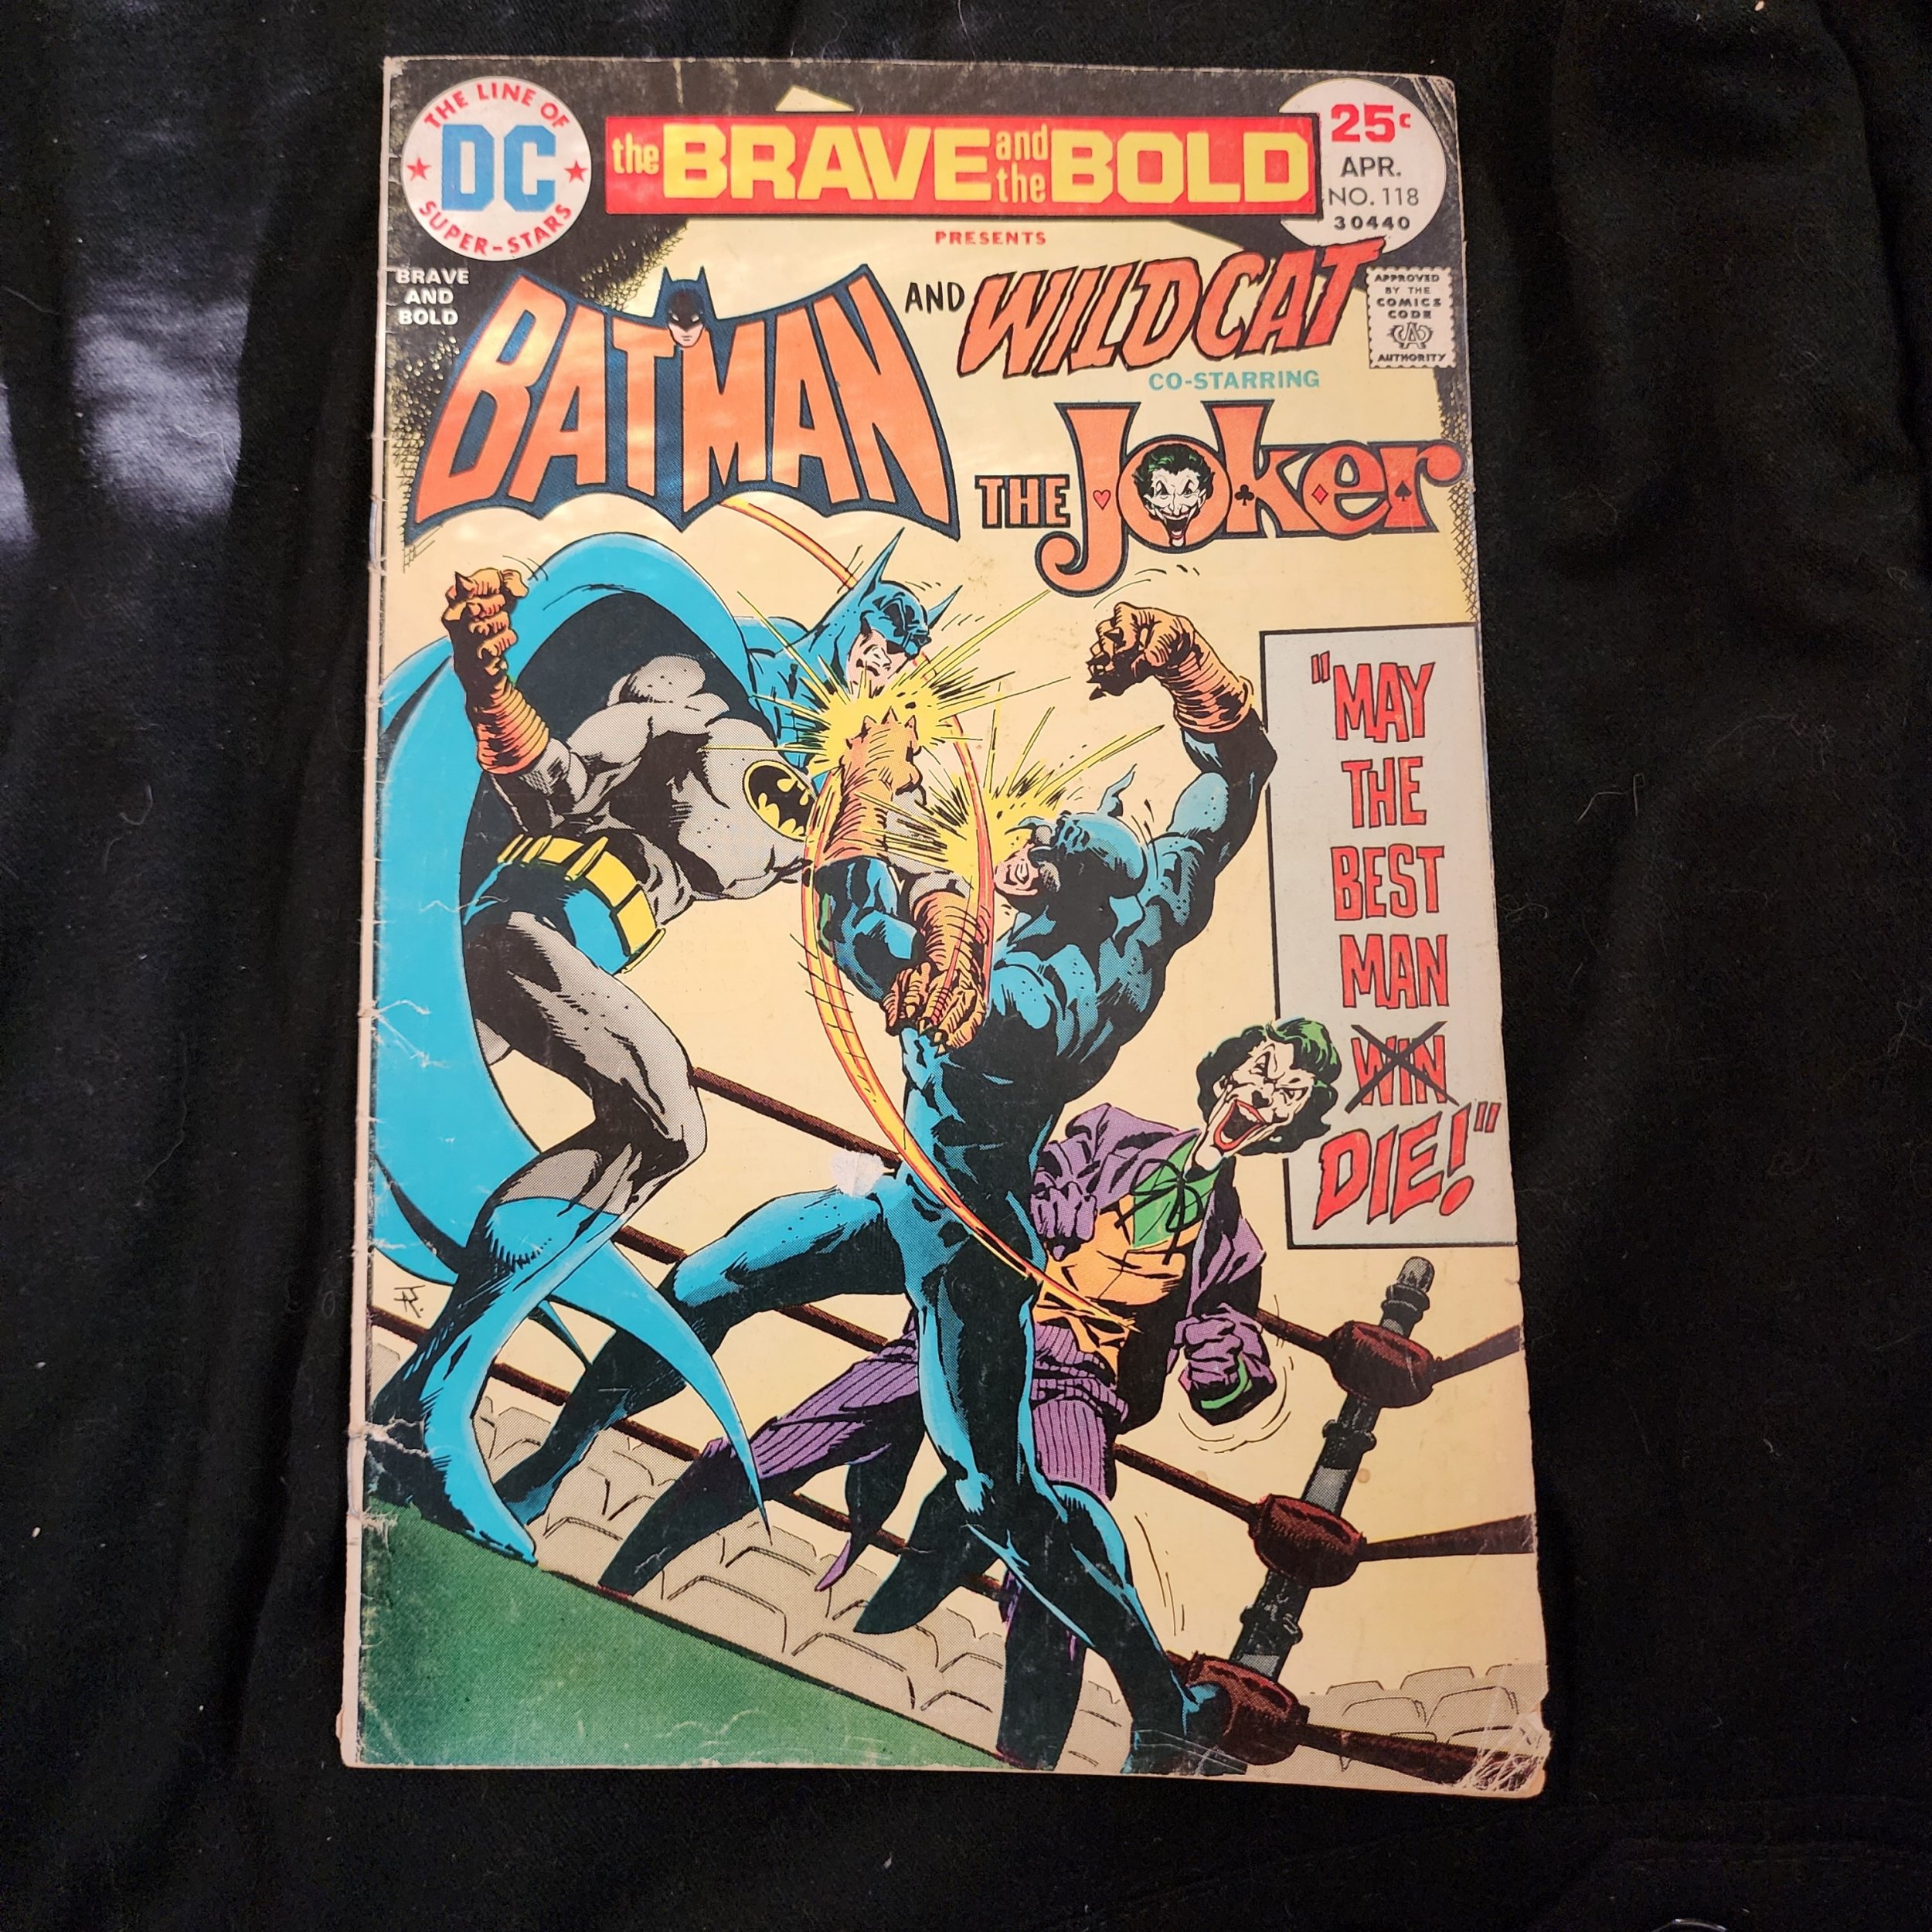 THE LINE OF
DC
SUPER-STARS
the BRAVE and the BOLD
25c
APR.
NO. 118
30440
PRESENTS
BRAVE
AND
BOLD
BATMAN
AND WILDCAT
APPROVED
BY THE
COMICS
CODE
CA
AUTHORITY
CO-STARRING
THE Joker
"MAY
THE
BEST
MAN
WIN
DIE!"